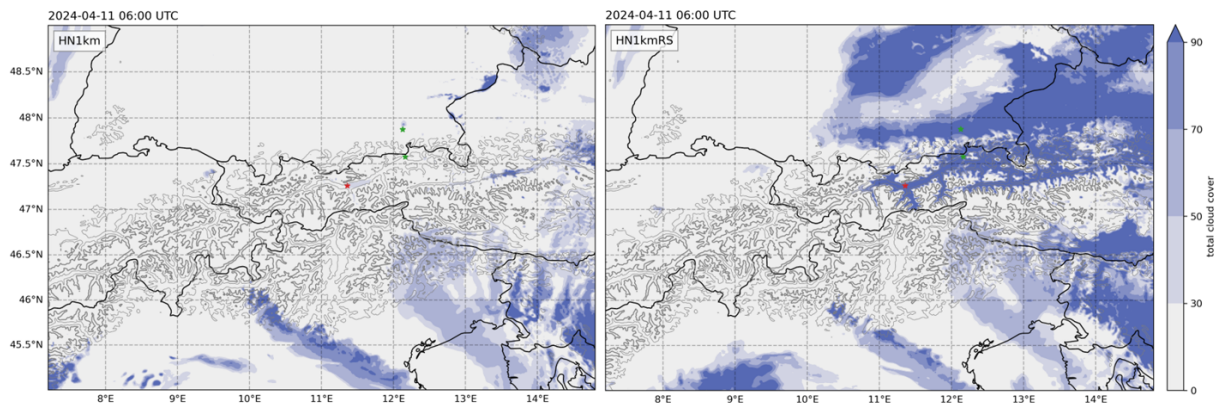 2024-04-11 06:00 UTC
HN1km
48.5°N
48°N
47.5°N
47°N
46.5°N
46°N
45.5°N
8°E 9°E 10°E 11°E 12°E 13°E 14°E
2024-04-11 06:00 UTC
HN1kmRS
8°E 9°E 10°E 11°E 12°E 13°E 14°E
90
70
50
30
0
total cloud cover